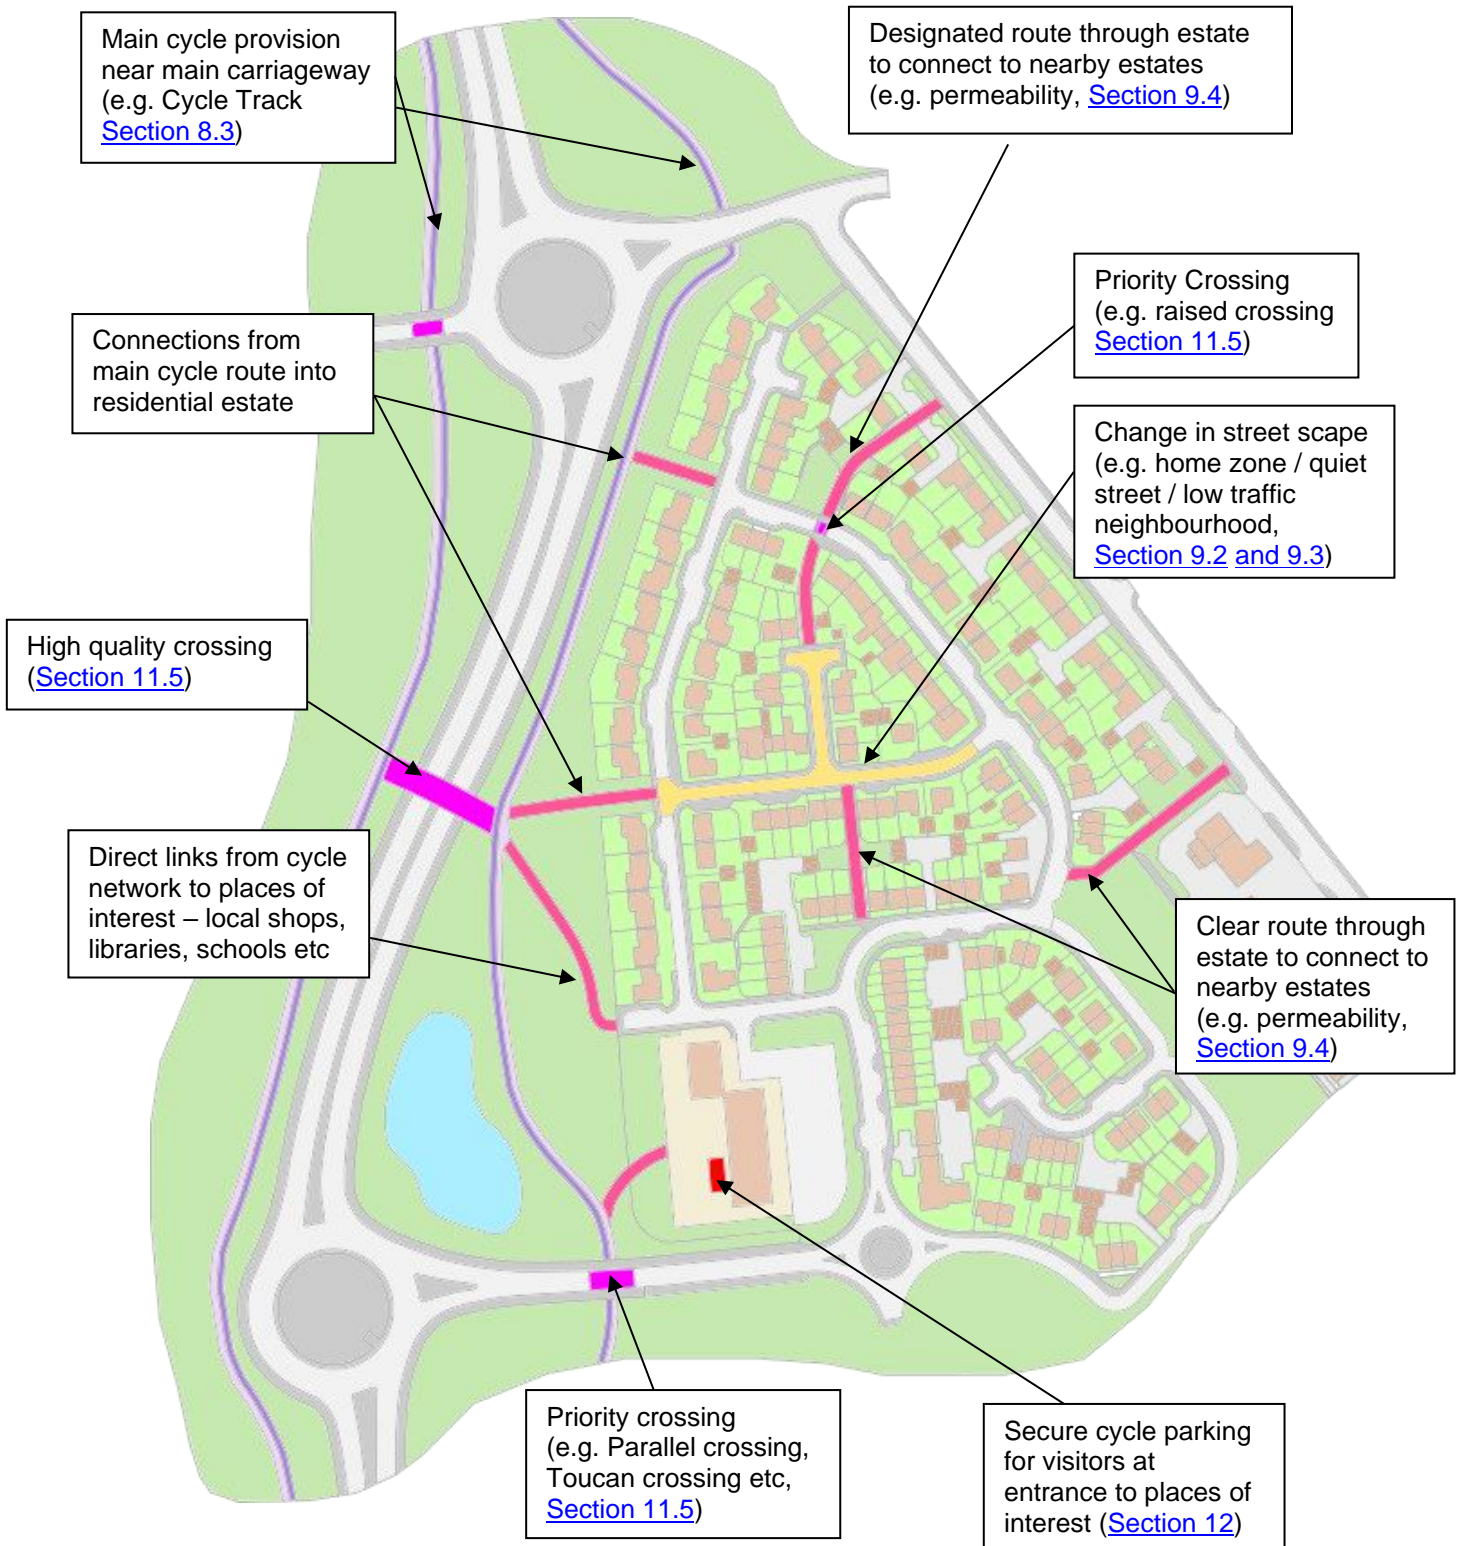 Main cycle provision
near main carriageway
(e.g. Cycle Track
Section 8.3)
Designated route through estate
to connect to nearby estates
(e.g. permeability, Section 9.4)
Priority Crossing
(e.g. raised crossing
Section 11.5)
Connections from
main cycle route into
residential estate
Change in street scape
(e.g. home zone / quiet
street / low traffic
neighbourhood,
Section 9.2 and 9.3)
High quality crossing
(Section 11.5)
Direct links from cycle
network to places of
interest – local shops,
libraries, schools etc
Clear route through
estate to connect to
nearby estates
(e.g. permeability,
Section 9.4)
Priority crossing
(e.g. Parallel crossing,
Toucan crossing etc,
Section 11.5)
Secure cycle parking
for visitors at
entrance to places of
interest (Section 12)